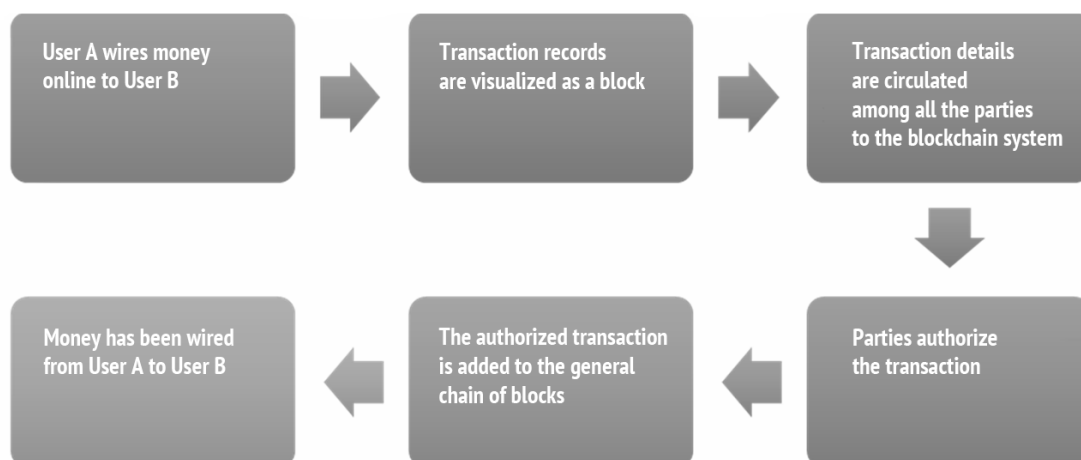 User A wires money
online to User B
Transaction records
are visualized as a block
Transaction details
are circulated
among all the parties
to the blockchain system
Parties authorize
the transaction
The authorized transaction
is added to the general
chain of blocks
Money has been wired
from User A to User B